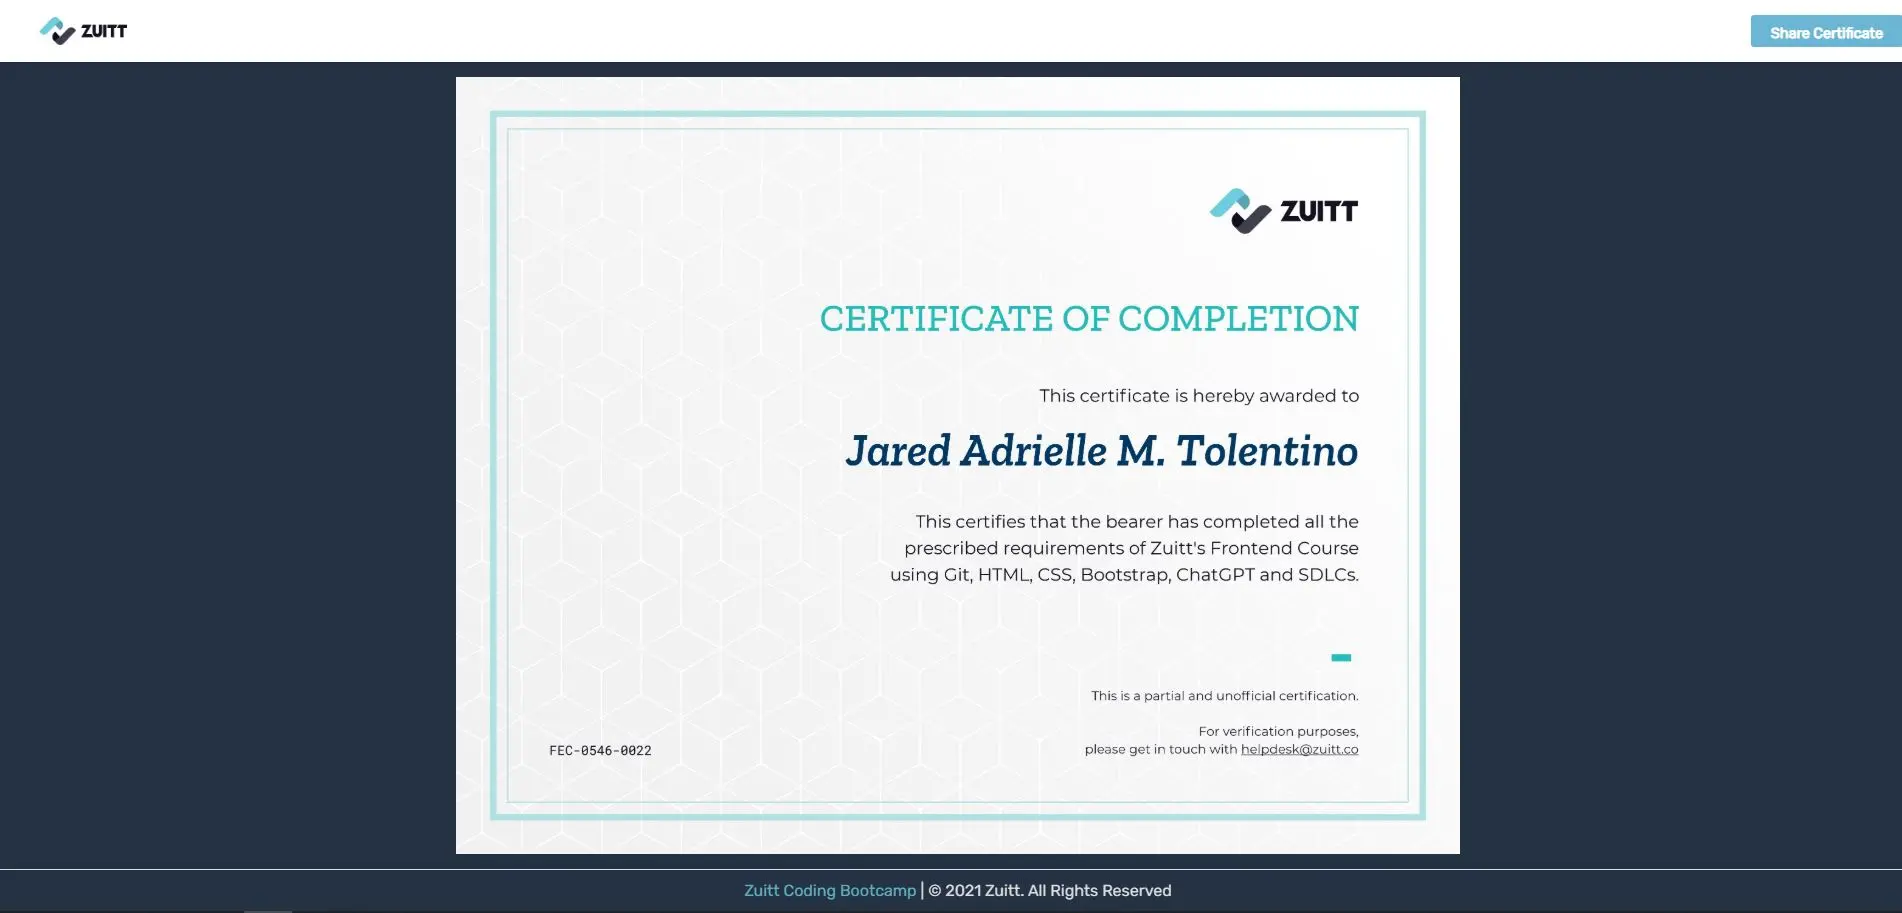 ZUITT
Share Certificate
ZUITT
CERTIFICATE OF COMPLETION
This certificate is hereby awarded to
Jared Adrielle M. Tolentino
This certifies that the bearer has completed all the
prescribed requirements of Zuitt's Frontend Course
using Git, HTML, CSS, Bootstrap, ChatGPT and SDLCs.
This is a partial and unofficial certification.
For verification purposes,
please get in touch with helpdesk@zuitt.co
FEC-0546-0022
Zuitt Coding Bootcamp | © 2021 Zuitt. All Rights Reserved